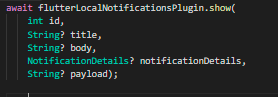 await flutterLocalNotificationsPlugin.show(
int id,
String? title,
String? body,
NotificationDetails? notificationDetails,
String? payload);